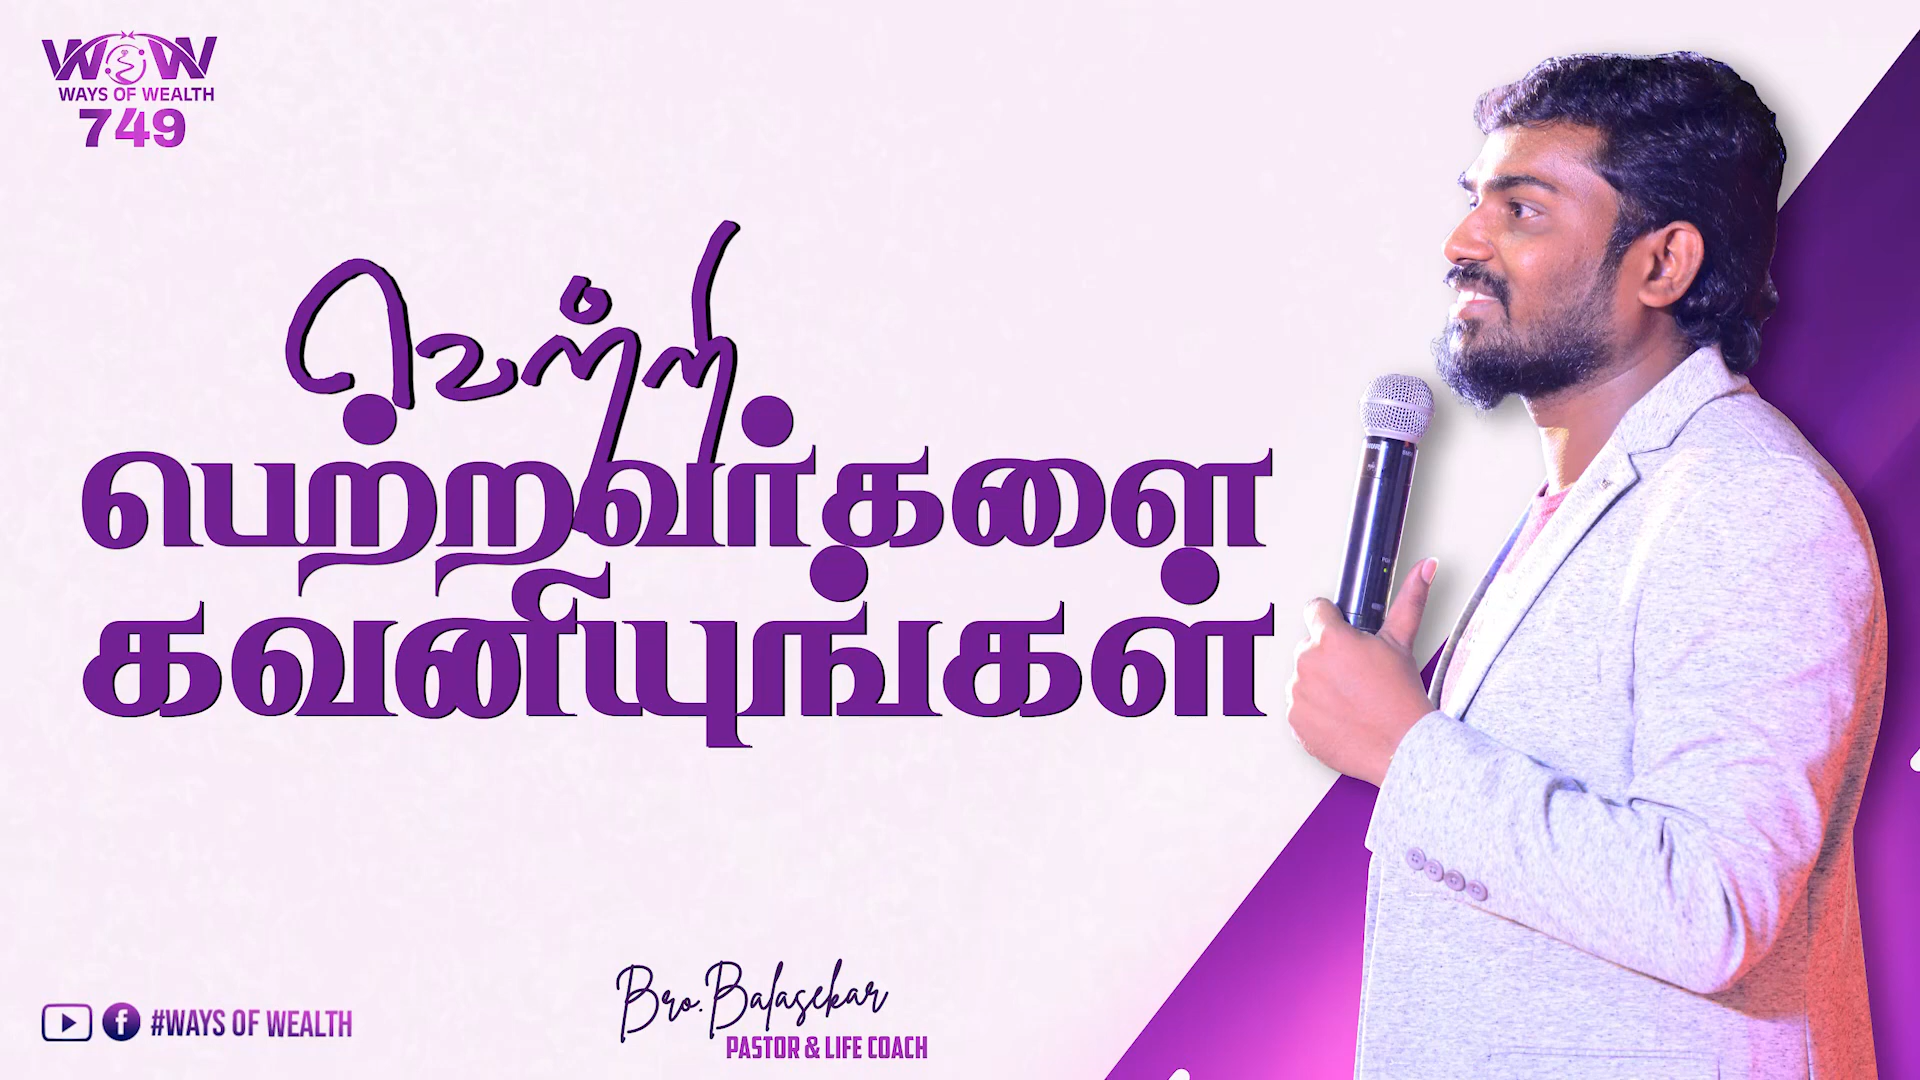 WOW
WAYS OF WEALTH
749
வெற்றி
பெற்றவர்களை
கவனியுங்கள்
#WAYS OF WEALTH
Bro. Balasekar
PASTOR & LIFE COACH